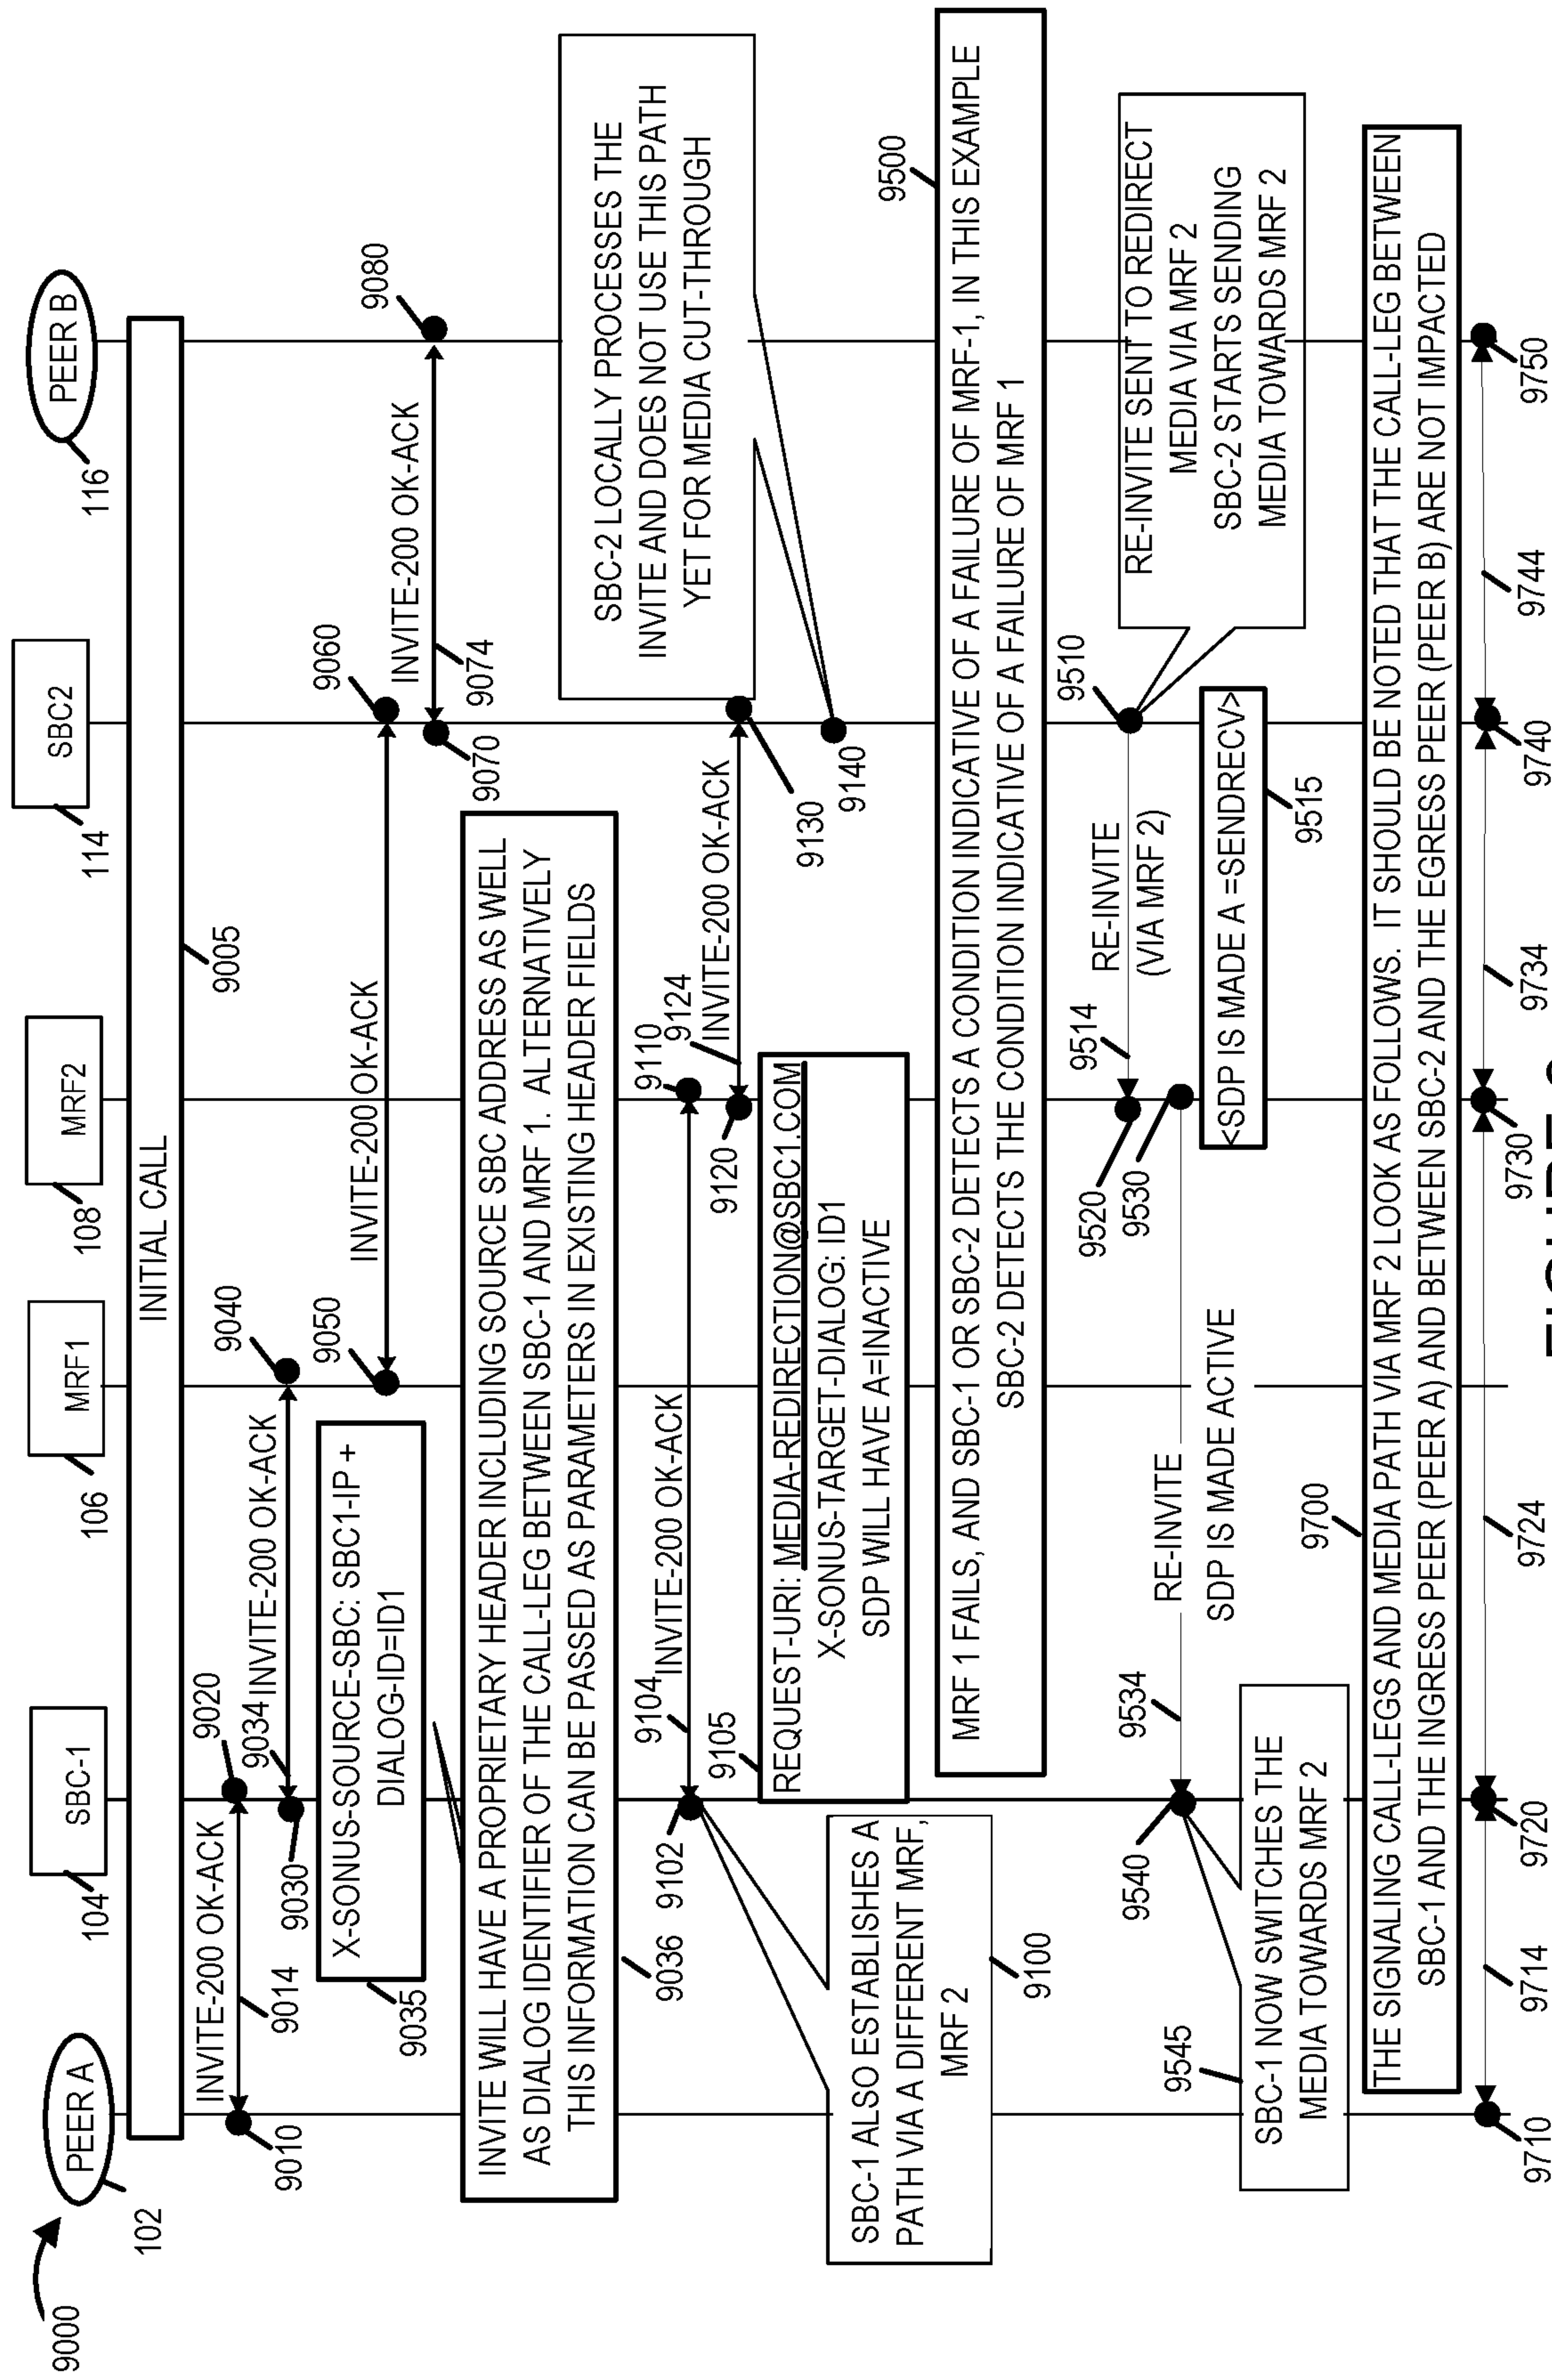 9000
PEER A
102
SBC-1
104
MRF1
106
MRF2
108
SBC2
114
PEER B
116
INITIAL CALL
9005
INVITE-200 OK-ACK
9010
9014
9020
INVITE-200 OK-ACK
9030
9034
9040
X-SONUS-SOURCE-SBC: SBC1-IP +
DIALOG-ID=ID1
9035
INVITE-200 OK-ACK
9050
9060
INVITE-200 OK-ACK
9070
9074
9080
INVITE WILL HAVE A PROPRIETARY HEADER INCLUDING SOURCE SBC ADDRESS AS WELL
AS DIALOG IDENTIFIER OF THE CALL-LEG BETWEEN SBC-1 AND MRF 1. ALTERNATIVELY
THIS INFORMATION CAN BE PASSED AS PARAMETERS IN EXISTING HEADER FIELDS
9036
SBC-2 LOCALLY PROCESSES THE
INVITE AND DOES NOT USE THIS PATH
YET FOR MEDIA CUT-THROUGH
9102
9104
INVITE-200 OK-ACK
9110
9120
9124
INVITE-200 OK-ACK
9130
9140
9105
REQUEST-URI: MEDIA-REDIRECTION@SBC1.COM
X-SONUS-TARGET-DIALOG: ID1
SDP WILL HAVE A=INACTIVE
SBC-1 ALSO ESTABLISHES A
PATH VIA A DIFFERENT MRF,
MRF 2
9100
9500
MRF 1 FAILS, AND SBC-1 OR SBC-2 DETECTS A CONDITION INDICATIVE OF A FAILURE OF MRF-1, IN THIS EXAMPLE
SBC-2 DETECTS THE CONDITION INDICATIVE OF A FAILURE OF MRF 1
RE-INVITE SENT TO REDIRECT
MEDIA VIA MRF 2
SBC-2 STARTS SENDING
MEDIA TOWARDS MRF 2
9510
RE-INVITE
(VIA MRF 2)
9514
9520
<SDP IS MADE A =SENDRECV>
9515
9530
RE-INVITE
SDP IS MADE ACTIVE
9534
9540
SBC-1 NOW SWITCHES THE
MEDIA TOWARDS MRF 2
9545
9700
THE SIGNALING CALL-LEGS AND MEDIA PATH VIA MRF 2 LOOK AS FOLLOWS. IT SHOULD BE NOTED THAT THE CALL-LEG BETWEEN
SBC-1 AND THE INGRESS PEER (PEER A) AND BETWEEN SBC-2 AND THE EGRESS PEER (PEER B) ARE NOT IMPACTED
9710
9714
9720
9724
9730
9734
9740
9744
9750